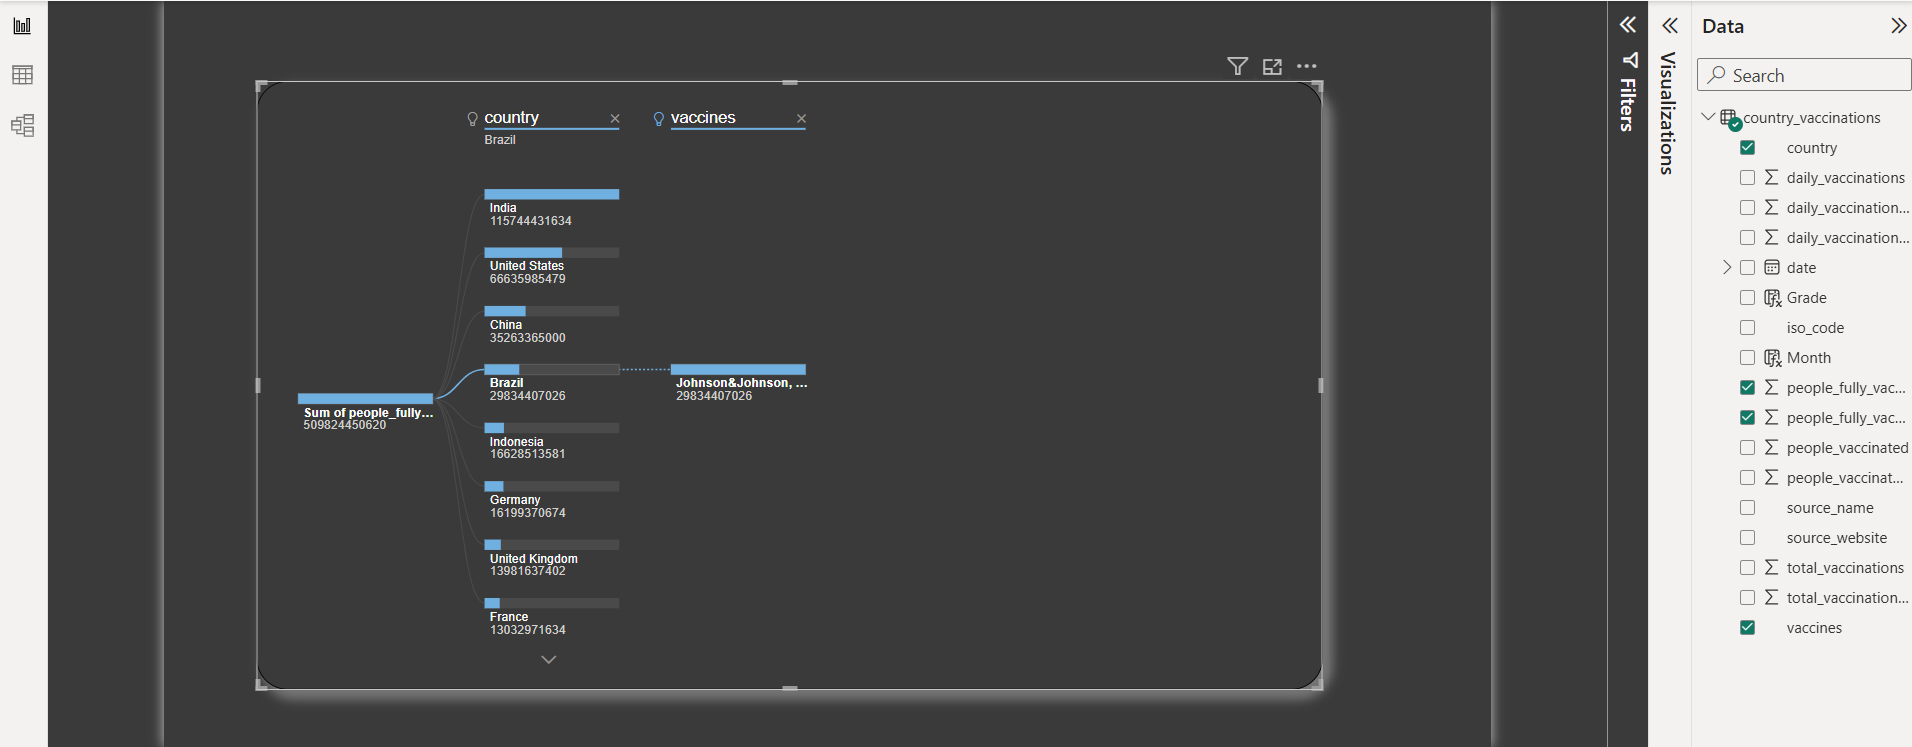 country
Brazil
vaccines
India
115744431634
United States
66635985479
China
35263365000
Brazil
29834407026
Johnson&Johnson, ...
29834407026
Sum of people_fully...
509824450620
Indonesia
16628513581
Germany
16199370674
United Kingdom
13981637402
France
13032971634
Filters
Visualizations
Data
Search
country_vaccinations
country
daily_vaccinations
daily_vaccination...
daily_vaccination...
date
Grade
iso_code
Month
people_fully_vac...
people_fully_vac...
people_vaccinated
people_vaccinat...
source_name
source_website
total_vaccinations
total_vaccination...
vaccines